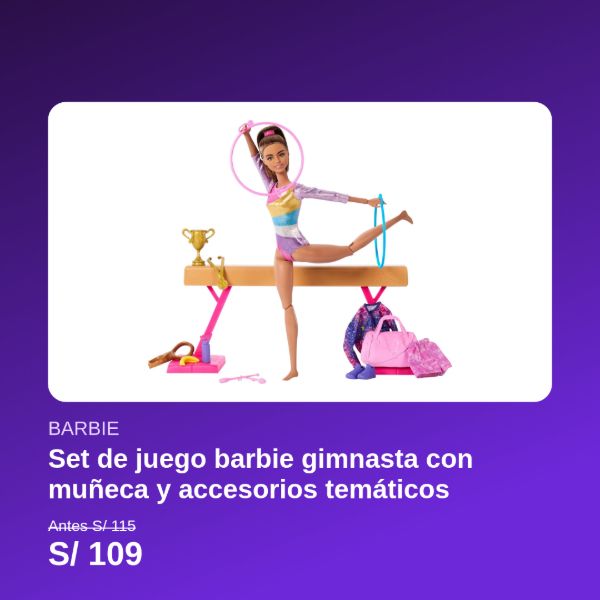 BARBIE
Set de juego barbie gimnasta con
muñeca y accesorios temáticos
Antes S/ 115
S/ 109